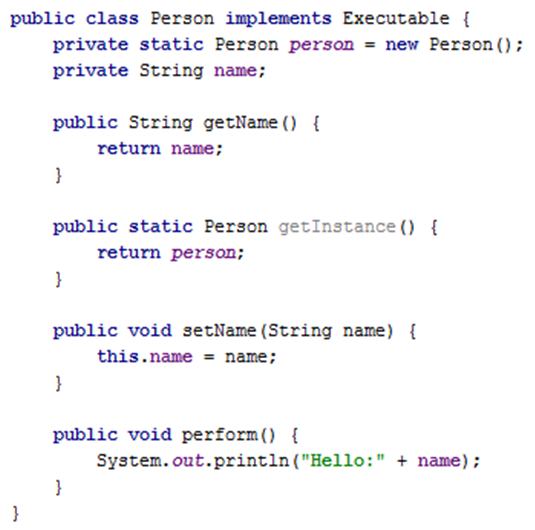 public class Person implements Executable {
    private static Person person = new Person();
    private String name;

    public String getName() {
        return name;
    }

    public static Person getInstance() {
        return person;
    }

    public void setName(String name) {
        this.name = name;
    }

    public void perform() {
        System.out.println("Hello:" + name);
    }
}